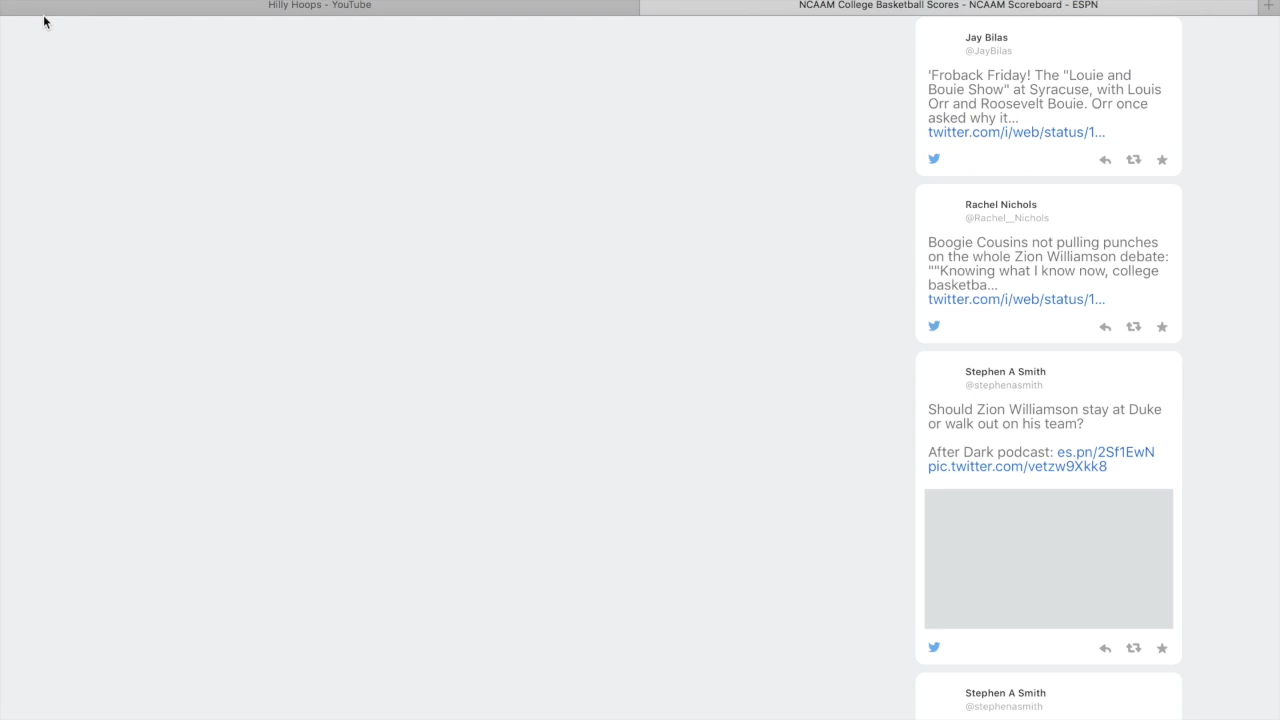 Hilly Hoops - YouTube
NCAAM College Basketball Scores - NCAAM Scoreboard - ESPN
Jay Bilas
@JayBilas
'Froback Friday! The "Louie and
Bouie Show" at Syracuse, with Louis
Orr and Roosevelt Bouie. Orr once
asked why it...
twitter.com/i/web/status/1...
Rachel Nichols
@Rachel__Nichols
Boogie Cousins not pulling punches
on the whole Zion Williamson debate:
""Knowing what I know now, college
basketba...
twitter.com/i/web/status/1...
Stephen A Smith
@stephenasmith
Should Zion Williamson stay at Duke
or walk out on his team?
After Dark podcast: es.pn/2Sf1EwN
pic.twitter.com/vetzw9Xkk8
Stephen A Smith
@stephenasmith